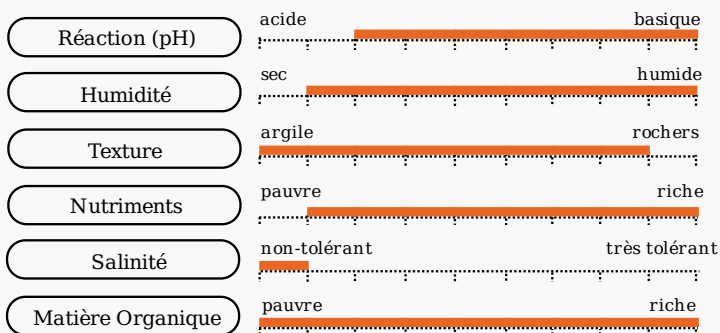 acide basique
Réaction (pH)
sec humide
Humidité
argile rochers
Texture
pauvre riche
Nutriments
non-tolérant très tolérant
Salinité
pauvre riche
Matière Organique